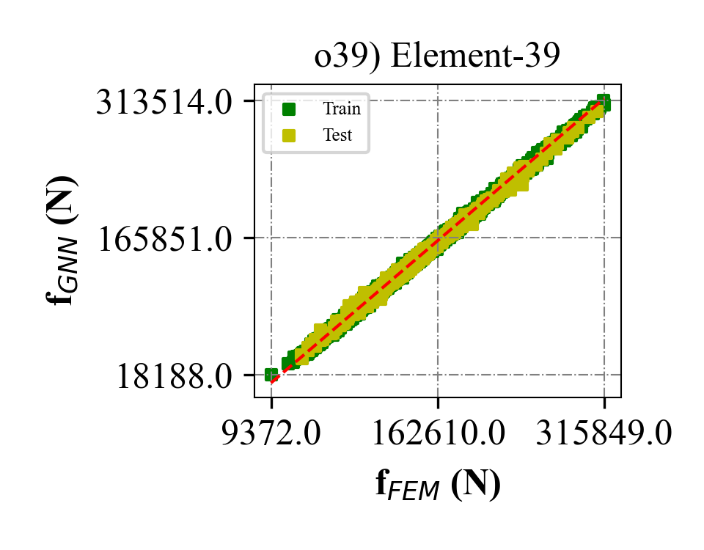 o39) Element-39
313514.0
165851.0
18188.0
Train
Test
f_GNN (N)
9372.0 162610.0 315849.0
f_FEM (N)